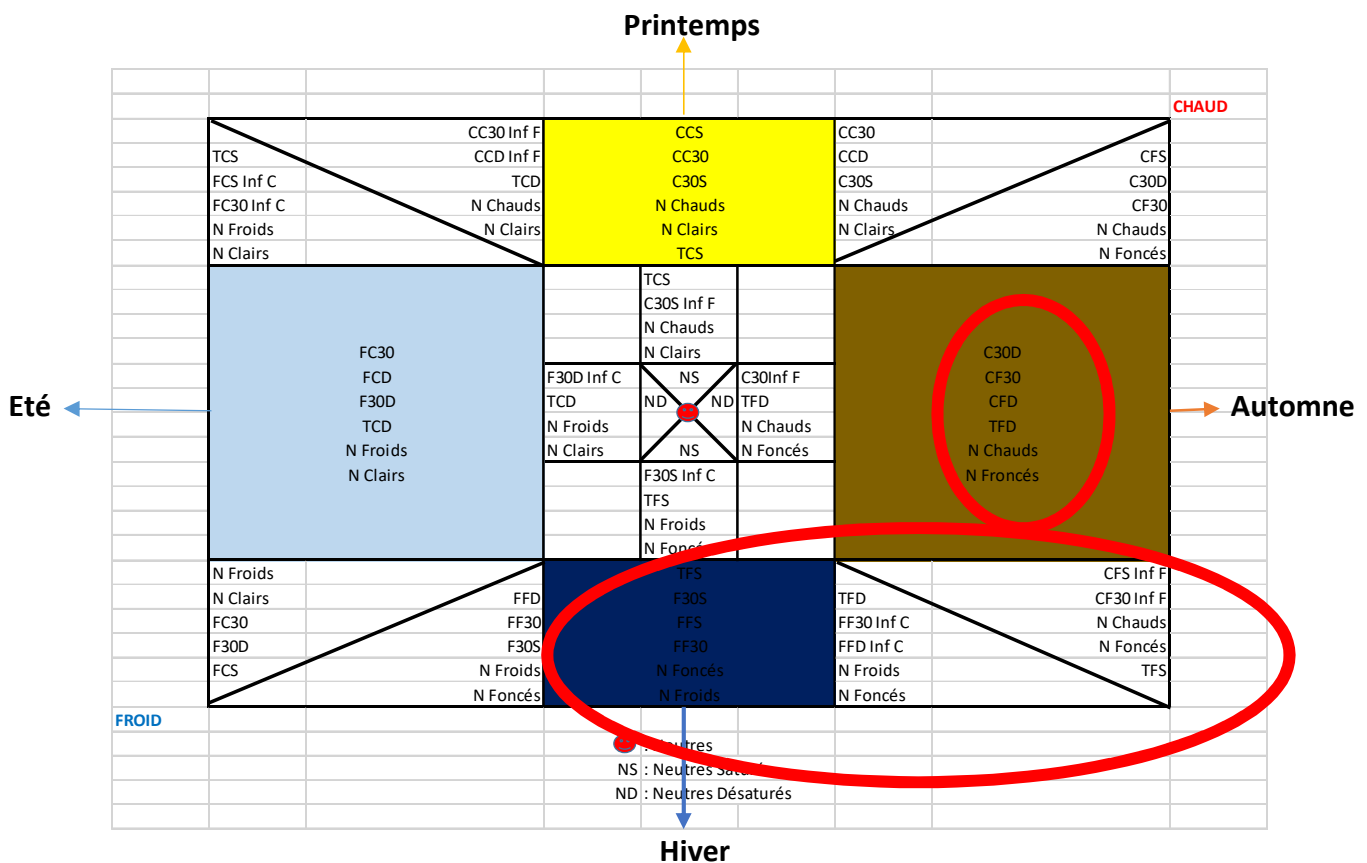 Printemps
CHAUD
CC30 Inf F
CCD Inf F
TCD
N Chauds
N Clairs
TCS
FCS Inf C
FC30 Inf C
N Froids
N Clairs
CCS
CC30
C30S
N Chauds
N Clairs
TCS
CC30
CCD
C30S
N Chauds
N Clairs
CFS
C30D
CF30
N Chauds
N Foncés
Eté
FC30
FCD
F30D
TCD
N Froids
N Clairs
TCS
C30S Inf F
N Chauds
N Clairs
F30D Inf C
TCD
N Froids
N Clairs
NS
ND
ND
NS
C30Inf F
TFD
N Chauds
N Foncés
F30S Inf C
TFS
N Froids
N Foncés
C30D
CF30
CFD
TFD
N Chauds
N Froncés
Automne
N Froids
N Clairs
FC30
F30D
FCS
FFD
FF30
F30S
N Froids
N Foncés
TFS
F30S
FFS
FF30
N Foncés
N Froids
TFD
FF30 Inf C
FFD Inf C
N Froids
N Foncés
CFS Inf F
CF30 Inf F
N Chauds
N Foncés
TFS
FROID
: Neutres
NS : Neutres Saturés
ND : Neutres Désaturés
Hiver